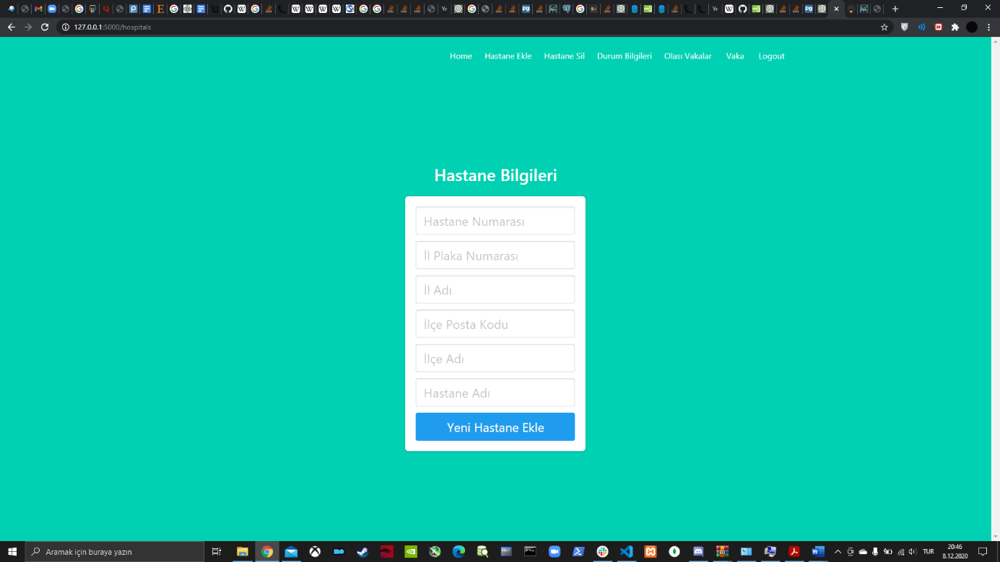 127.0.0.1:5000/hospitals
Home Hastane Ekle Hastane Sil Durum Bilgileri Olası Vakalar Vaka Logout
Hastane Bilgileri
Hastane Numarası
İl Plaka Numarası
İl Adı
İlçe Posta Kodu
İlçe Adı
Hastane Adı
Yeni Hastane Ekle
Aramak için buraya yazın
TUR
20:46
8.12.2020